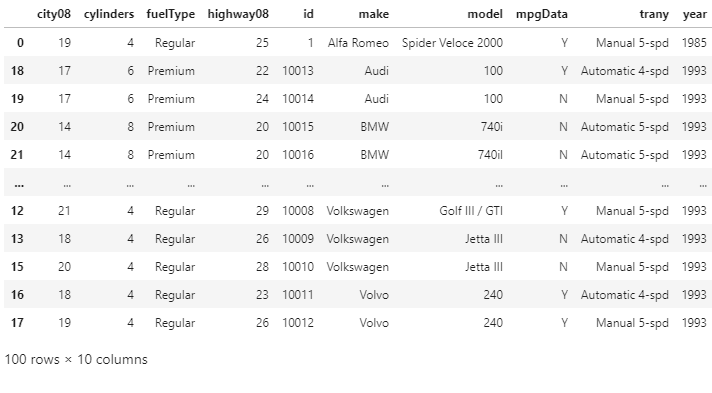 city08 cylinders fuelType highway08 id make model mpgData trany year
0 19 4 Regular 25 1 Alfa Romeo Spider Veloce 2000 Y Manual 5-spd 1985
18 17 6 Premium 22 10013 Audi 100 Y Automatic 4-spd 1993
19 17 6 Premium 24 10014 Audi 100 N Manual 5-spd 1993
20 14 8 Premium 20 10015 BMW 740i N Automatic 5-spd 1993
21 14 8 Premium 20 10016 BMW 740il N Automatic 5-spd 1993
... ... ... ... ... ... ... ... ... ... ...
12 21 4 Regular 29 10008 Volkswagen Golf III / GTI Y Manual 5-spd 1993
13 18 4 Regular 26 10009 Volkswagen Jetta III N Automatic 4-spd 1993
15 20 4 Regular 28 10010 Volkswagen Jetta III N Manual 5-spd 1993
16 18 4 Regular 23 10011 Volvo 240 Y Automatic 4-spd 1993
17 19 4 Regular 26 10012 Volvo 240 Y Manual 5-spd 1993
100 rows × 10 columns